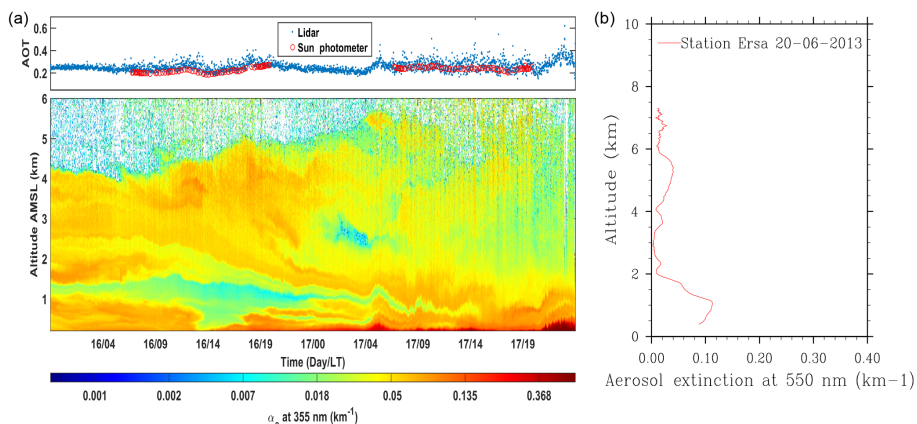 (a)
0.6
0.4
0.2
AOT
Lidar
Sun photometer
6
5
4
3
2
1
Altitude AMSL (km)
16/04 16/09 16/14 16/19 17/00 17/04 17/09 17/14 17/19
Time (Day/LT)
0.001 0.002 0.007 0.018 0.05 0.135 0.368
(b)
10
8
6
4
2
0
Altitude (km)
Station Ersa 20-06-2013
0.00 0.10 0.20 0.30 0.40
Aerosol extinction at 550 nm (km-1)
at 355 nm (km-1)